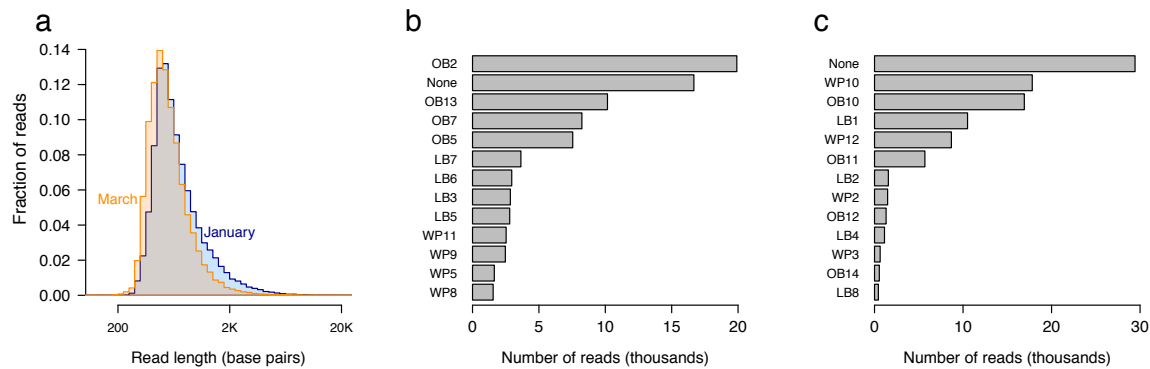 a
Fraction of reads
0.14
0.12
0.10
0.08
0.06
0.04
0.02
0.00
March
January
200
2K
20K
Read length (base pairs)
b
OB2
None
OB13
OB7
OB5
LB7
LB6
LB3
LB5
WP11
WP9
WP5
WP8
0
5
10
15
20
Number of reads (thousands)
c
None
WP10
OB10
LB1
WP12
OB11
LB2
WP2
OB12
LB4
WP3
OB14
LB8
0
10
20
30
Number of reads (thousands)